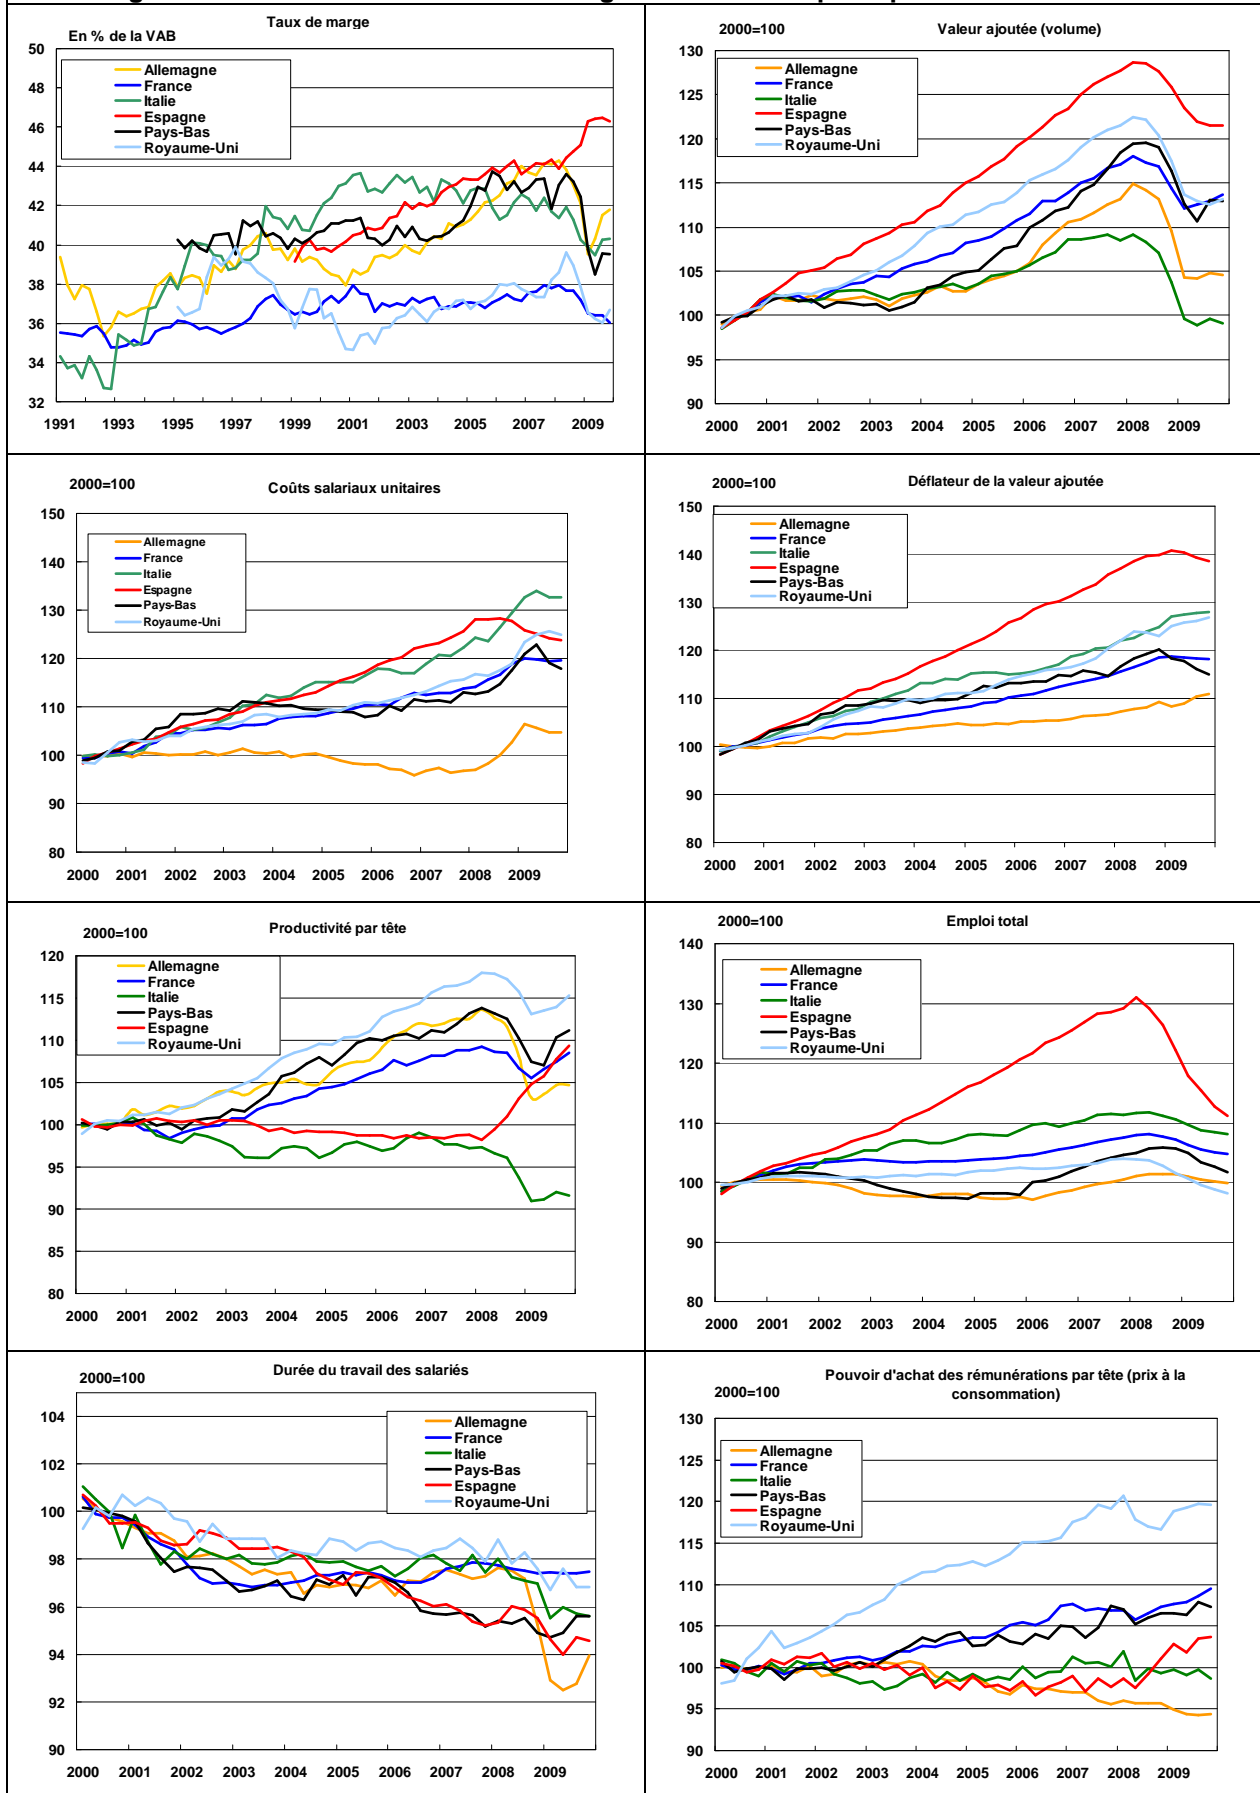 Taux de marge
En % de la VAB
50
48
46
44
42
40
38
36
34
32
Allemagne
France
Italie
Espagne
Pays-Bas
Royaume-Uni
1991 1993 1995 1997 1999 2001 2003 2005 2007 2009
2000=100
Valeur ajoutée (volume)
130
125
120
115
110
105
100
95
90
Allemagne
France
Italie
Espagne
Pays-Bas
Royaume-Uni
2000 2001 2002 2003 2004 2005 2006 2007 2008 2009
2000=100
Coûts salariaux unitaires
150
140
130
120
110
100
90
80
Allemagne
France
Italie
Espagne
Pays-Bas
Royaume-Uni
2000 2001 2002 2003 2004 2005 2006 2007 2008 2009
2000=100
Déflateur de la valeur ajoutée
150
140
130
120
110
100
90
80
Allemagne
France
Italie
Espagne
Pays-Bas
Royaume-Uni
2000 2001 2002 2003 2004 2005 2006 2007 2008 2009
2000=100
Productivité par tête
120
115
110
105
100
95
90
85
80
Allemagne
France
Italie
Pays-Bas
Espagne
Royaume-Uni
2000 2001 2002 2003 2004 2005 2006 2007 2008 2009
2000=100
Emploi total
140
130
120
110
100
90
80
Allemagne
France
Italie
Espagne
Pays-Bas
Royaume-Uni
2000 2001 2002 2003 2004 2005 2006 2007 2008 2009
2000=100
Durée du travail des salariés
104
102
100
98
96
94
92
90
Allemagne
France
Italie
Pays-Bas
Espagne
Royaume-Uni
2000 2001 2002 2003 2004 2005 2006 2007 2008 2009
2000=100
Pouvoir d'achat des rémunérations par tête (prix à la
consommation)
130
125
120
115
110
105
100
95
90
Allemagne
France
Italie
Pays-Bas
Espagne
Royaume-Uni
2000 2001 2002 2003 2004 2005 2006 2007 2008 2009